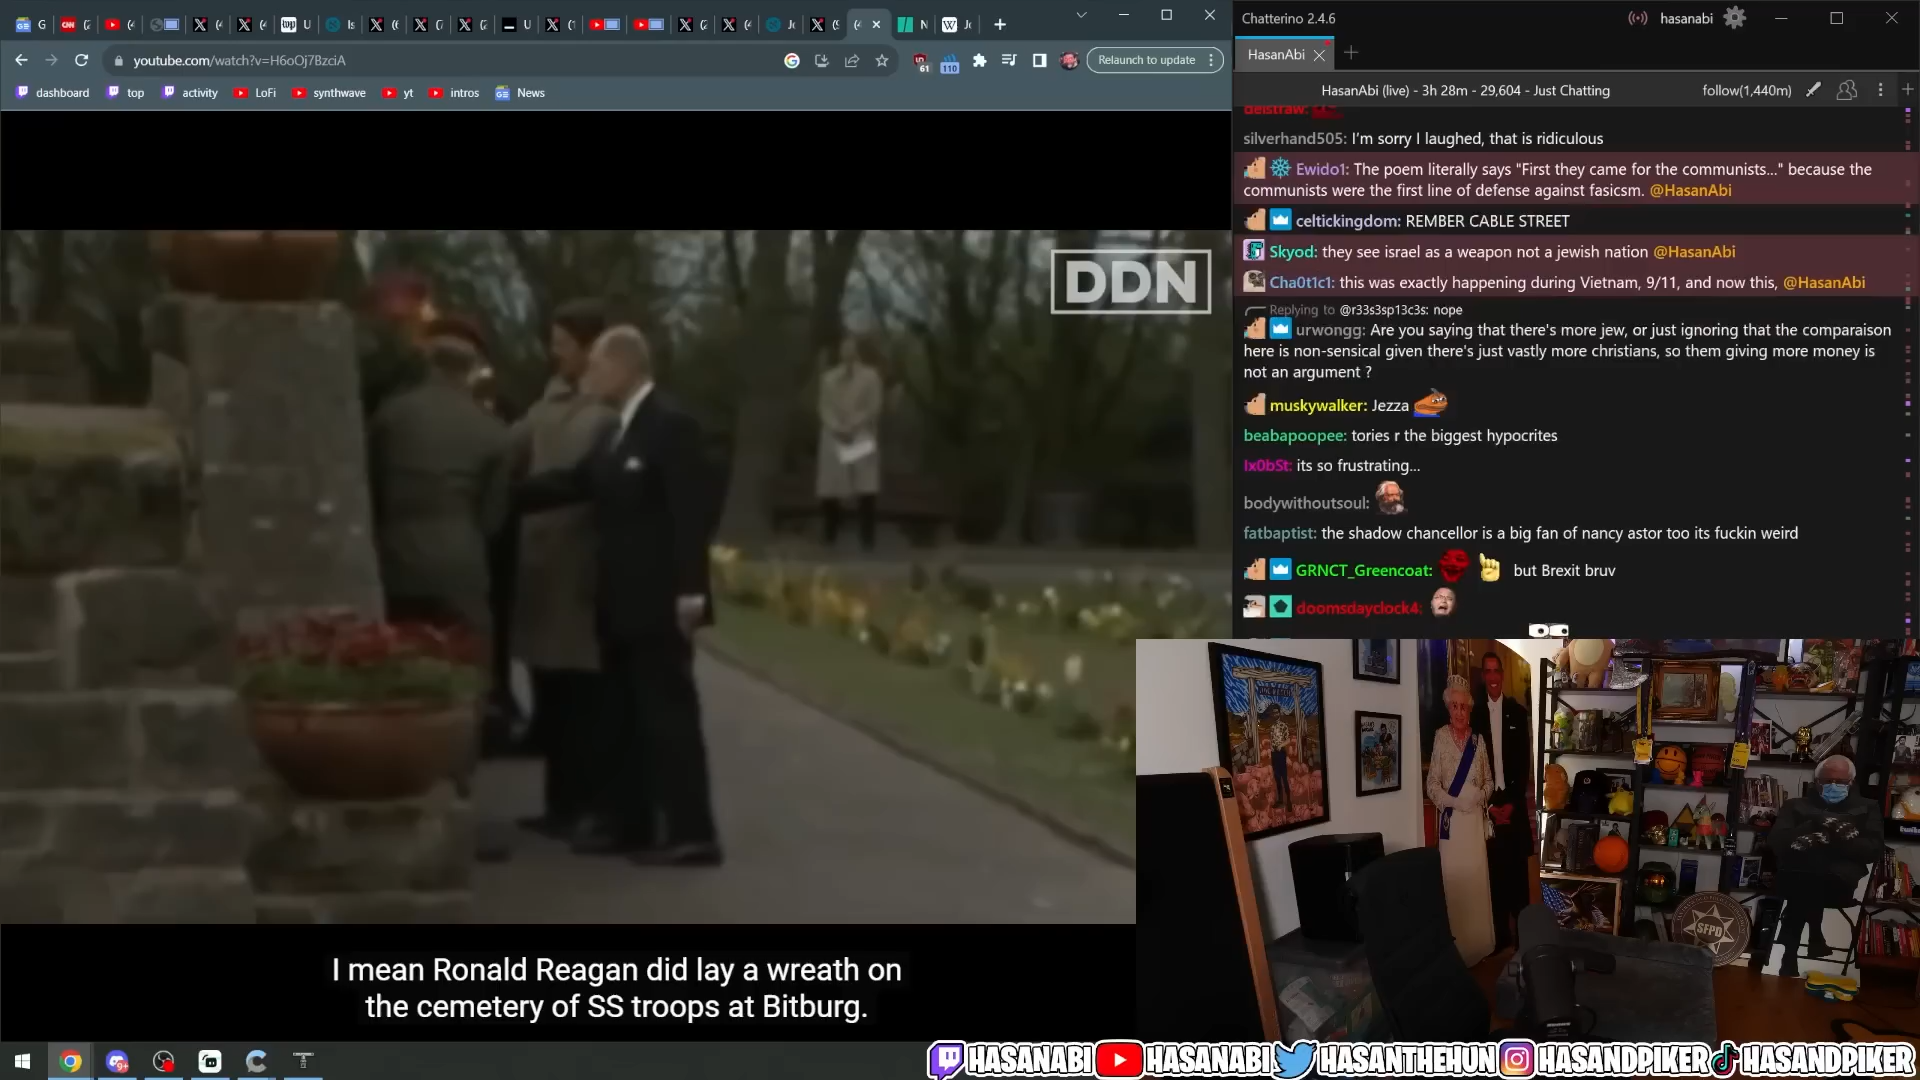 Relaunch to update
youtube.com/watch?v=H6oOj7BzciA
61
110
dashboard
top
activity
LoFi
synthwave
yt
intros
News
DDN
I mean Ronald Reagan did lay a wreath on
the cemetery of SS troops at Bitburg.
Chatterino 2.4.6
hasanabi
HasanAbi
HasanAbi (live) - 3h 28m - 29,604 - Just Chatting
follow(1,440m)
silverhand505: I'm sorry I laughed, that is ridiculous
Ewido1: The poem literally says "First they came for the communists..." because the
communists were the first line of defense against fasicsm. @HasanAbi
celtickingdom: REMBER CABLE STREET
Skyod: they see israel as a weapon not a jewish nation @HasanAbi
Cha0t1c1: this was exactly happening during Vietnam, 9/11, and now this, @HasanAbi
Replying to @r33s3sp13c3s: nope
urwongg: Are you saying that there's more jew, or just ignoring that the comparaison
here is non-sensical given there's just vastly more christians, so them giving more money is
not an argument ?
muskywalker: Jezza
beabapoopee: tories r the biggest hypocrites
lx0bSt: its so frustrating...
bodywithoutsoul:
fatbaptist: the shadow chancellor is a big fan of nancy astor too its fuckin weird
GRNCT_Greencoat: but Brexit bruv
doomsdayclock4:
SFPD
HASANABI HASANABI HASANTHEHUN HASANDPIKER HASANDPIKER